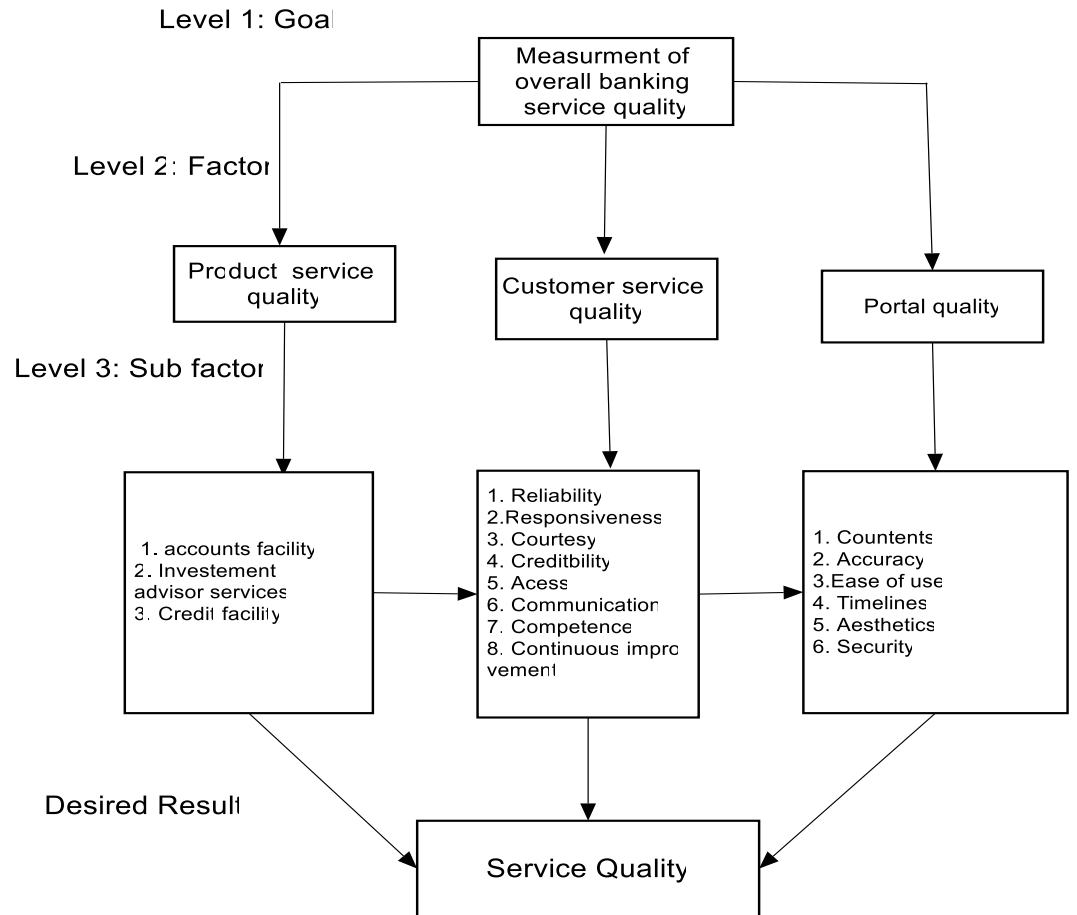 Level 1: Goal
Measurment of
overall banking
service quality
Level 2: Factor
Product service
quality
Customer service
quality
Portal quality
Level 3: Sub factor
1. accounts facility
2. Investement
advisor services
3. Credit facility
1. Reliability
2.Responsiveness
3. Courtesy
4. Creditbility
5. Acess
6. Communication
7. Competence
8. Continuous impro
vement
1. Countents
2. Accuracy
3.Ease of use
4. Timelines
5. Aesthetics
6. Security
Desired Result
Service Quality